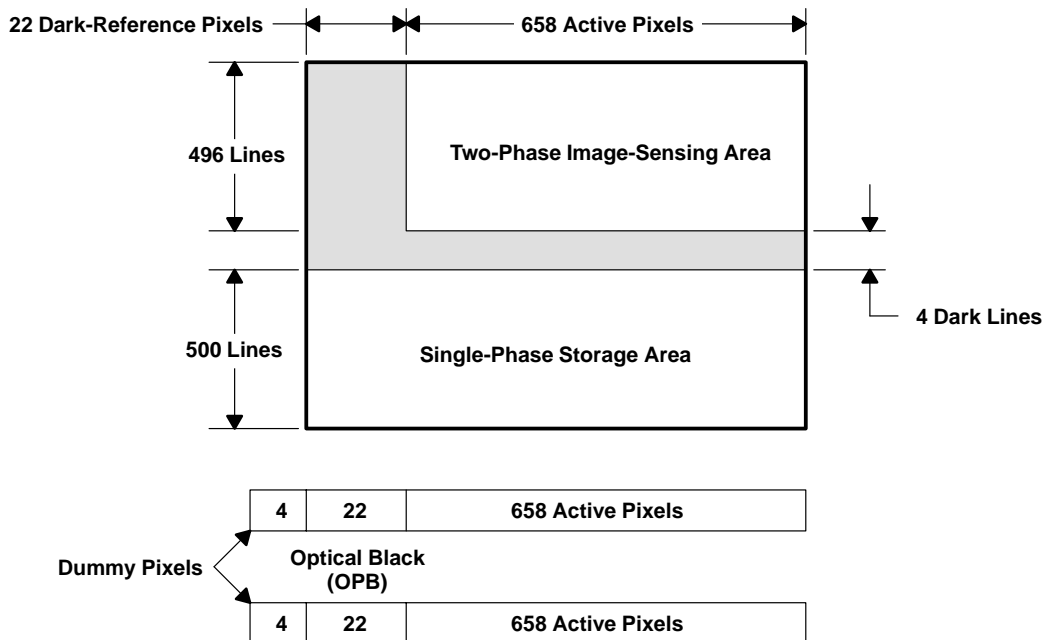 22 Dark-Reference Pixels
658 Active Pixels
496 Lines
Two-Phase Image-Sensing Area
4 Dark Lines
500 Lines
Single-Phase Storage Area
4 22 658 Active Pixels
Dummy Pixels
Optical Black
(OPB)
4 22 658 Active Pixels